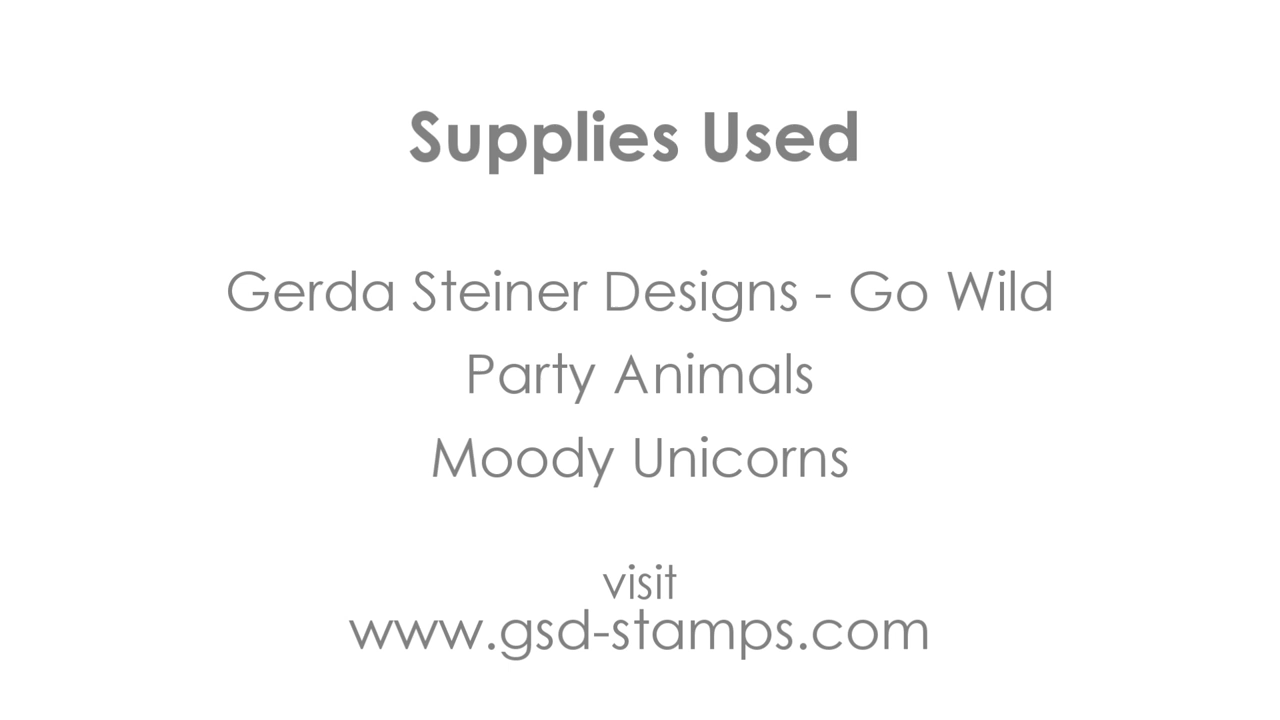 Supplies Used
Gerda Steiner Designs - Go Wild
Party Animals
Moody Unicorns
visit
www.gsd-stamps.com